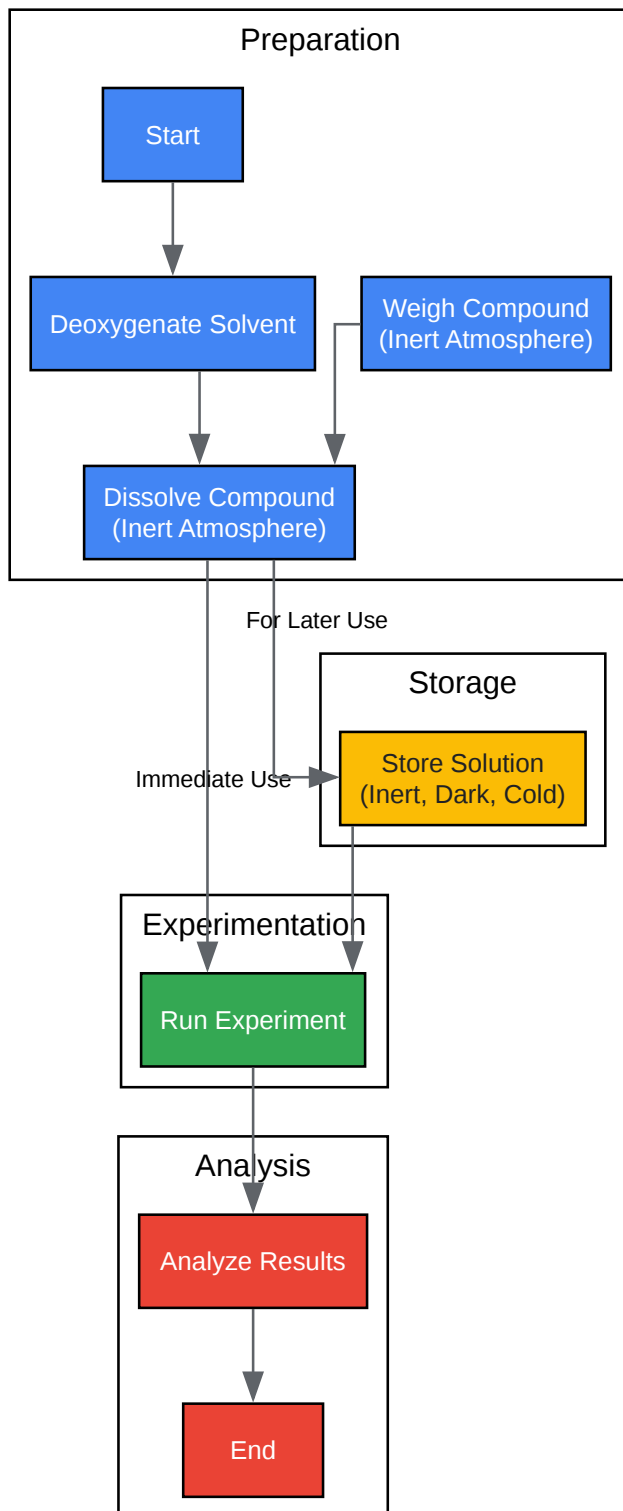 Preparation
Start
Deoxygenate Solvent
Weigh Compound
(Inert Atmosphere)
Dissolve Compound
(Inert Atmosphere)
For Later Use
Storage
Store Solution
(Inert, Dark, Cold)
Immediate Use
Experimentation
Run Experiment
Analysis
Analyze Results
End